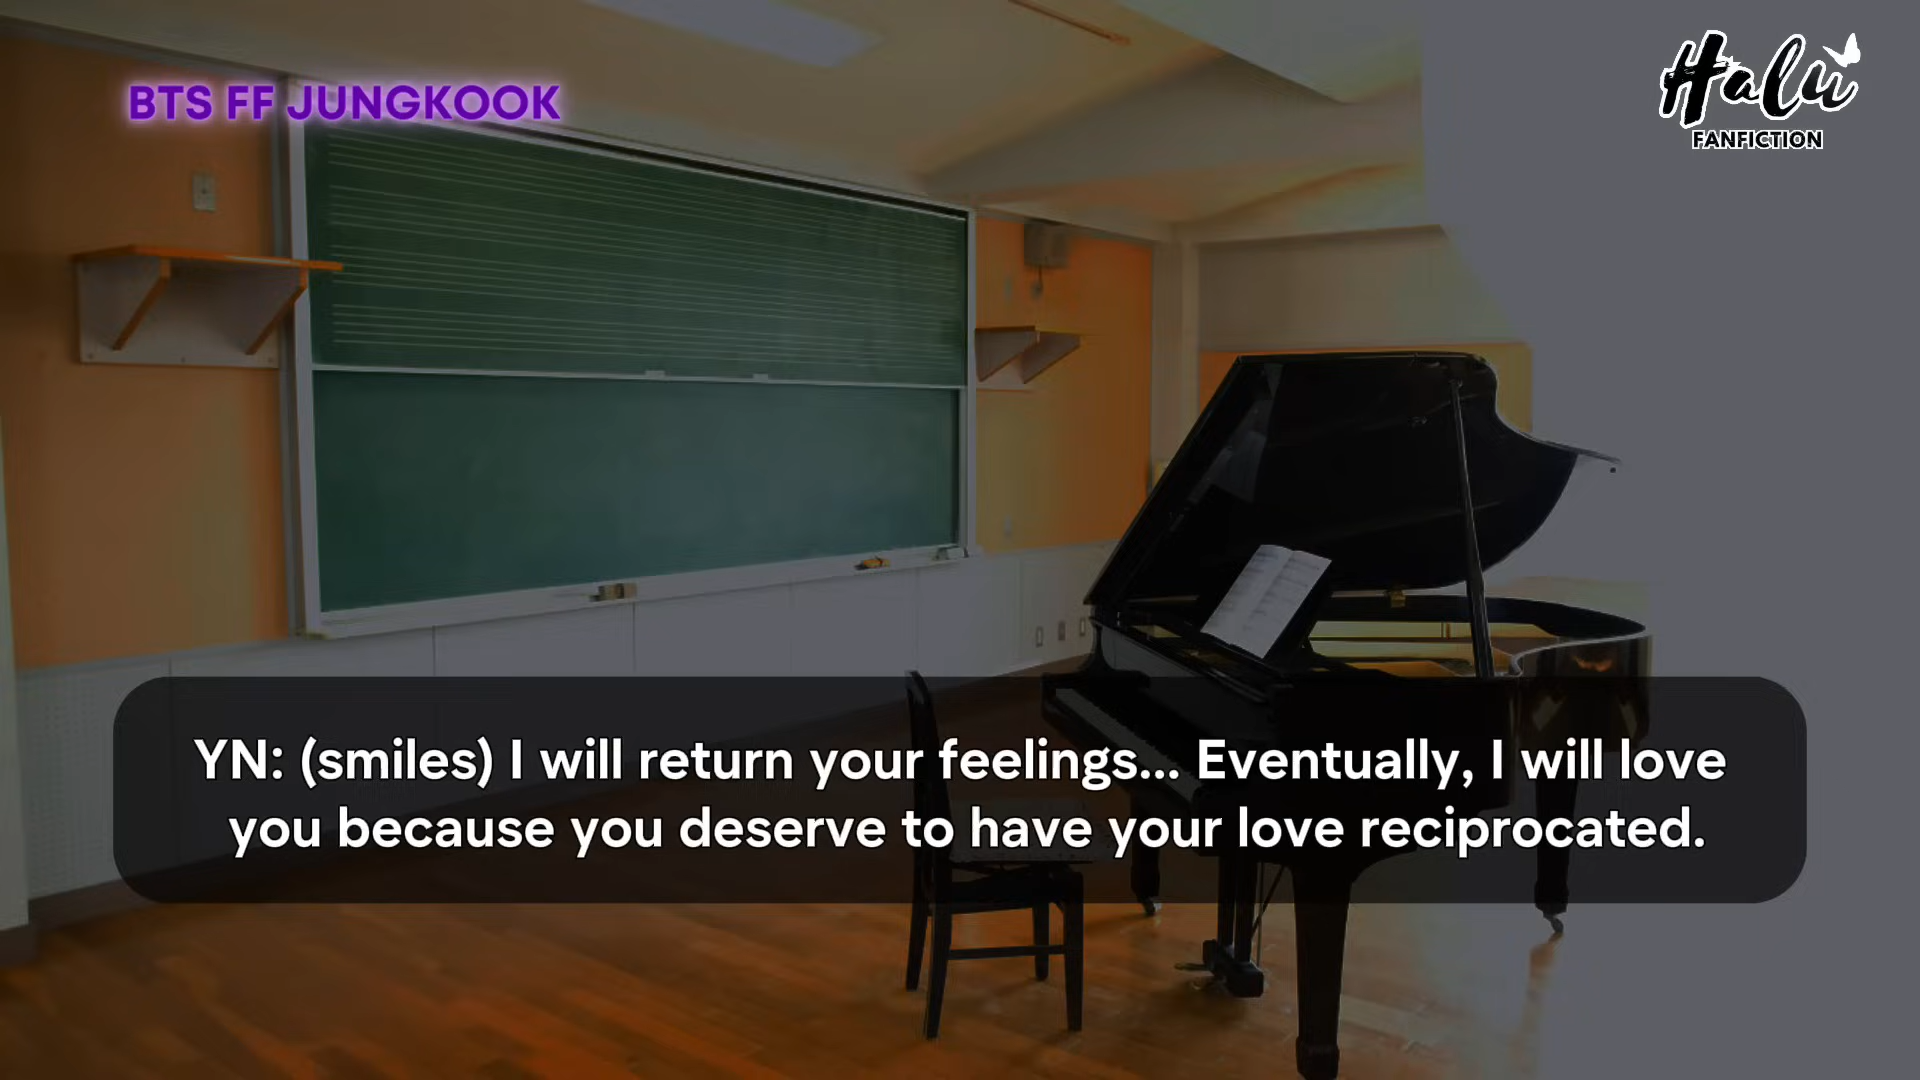 BTS FF JUNGKOOK
Halu
FANFICTION
YN: (smiles) I will return your feelings... Eventually, I will love
you because you deserve to have your love reciprocated.